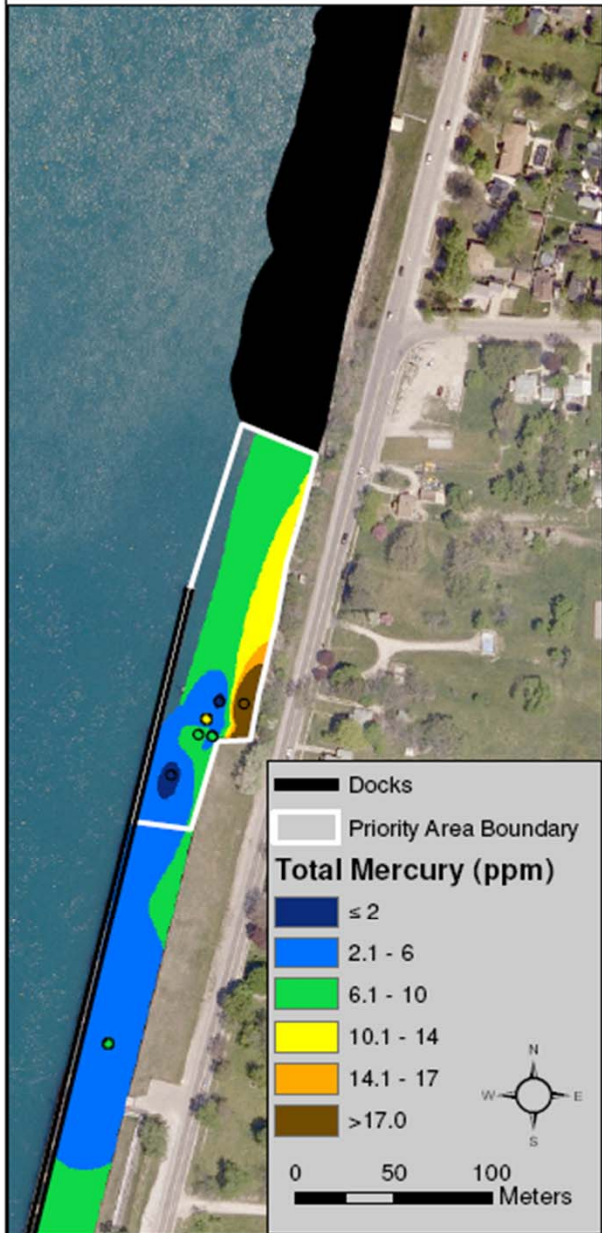 Docks
Priority Area Boundary
Total Mercury (ppm)
≤ 2
2.1 - 6
6.1 - 10
10.1 - 14
14.1 - 17
>17.0
N
W E
S
0 50 100
Meters